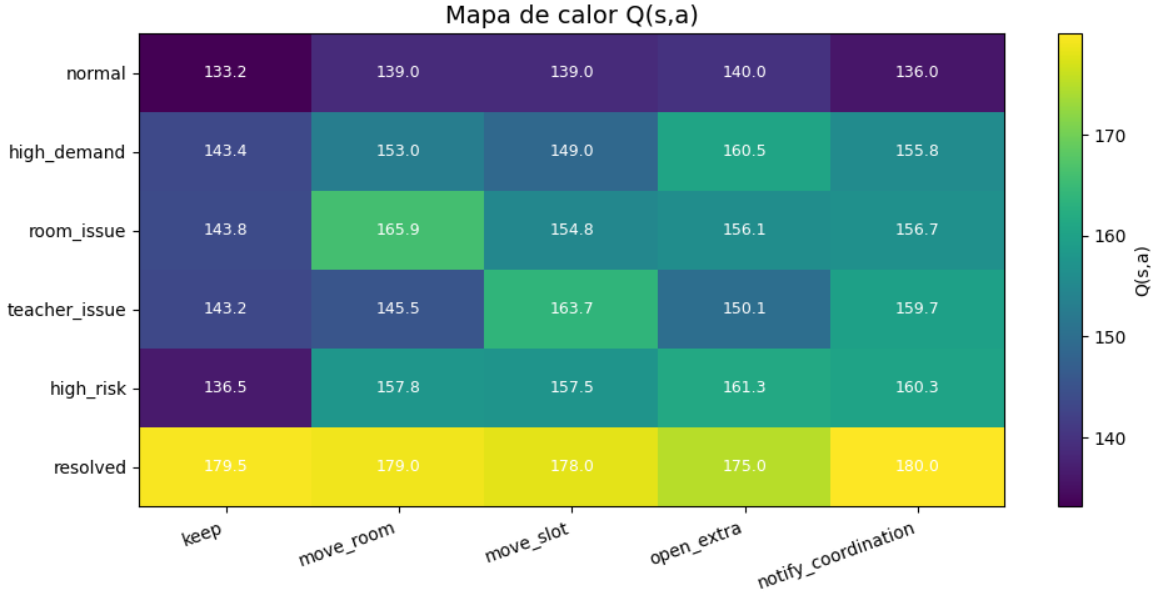 Mapa de calor Q(s,a)
normal 133.2 139.0 139.0 140.0 136.0
high_demand 143.4 153.0 149.0 160.5 155.8
room_issue 143.8 165.9 154.8 156.1 156.7
teacher_issue 143.2 145.5 163.7 150.1 159.7
high_risk 136.5 157.8 157.5 161.3 160.3
resolved 179.5 179.0 178.0 175.0 180.0
keep move_room move_slot open_extra notify_coordination
170
160
150
140
Q(s,a)